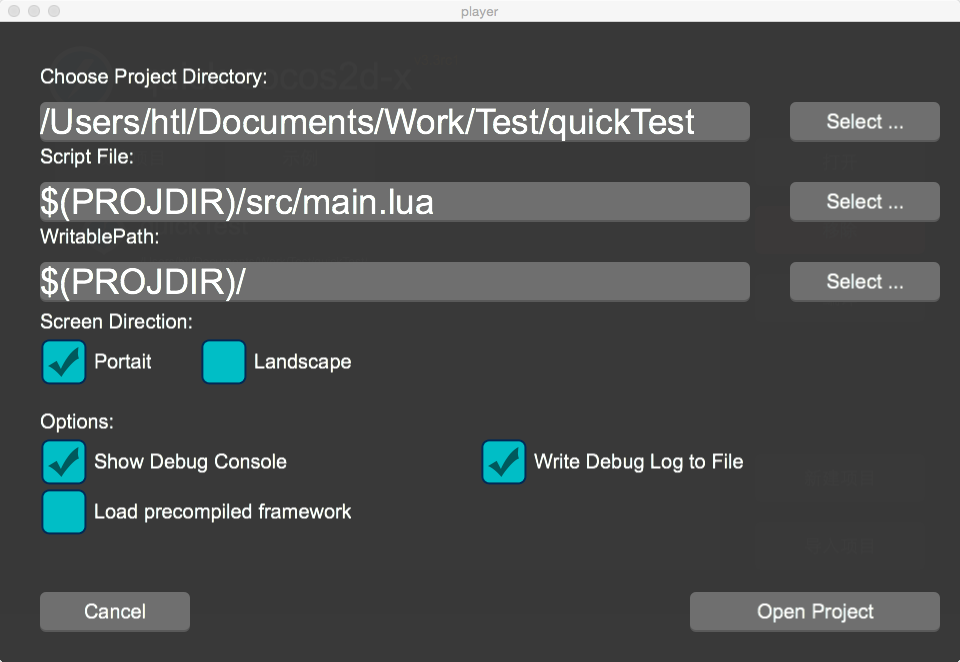 player
Choose Project Directory:
/Users/htl/Documents/Work/Test/quickTest
Select ...
Script File:
$(PROJDIR)/src/main.lua
Select ...
WritablePath:
$(PROJDIR)/
Select ...
Screen Direction:
Portait
Landscape
Options:
Show Debug Console
Write Debug Log to File
Load precompiled framework
Cancel
Open Project